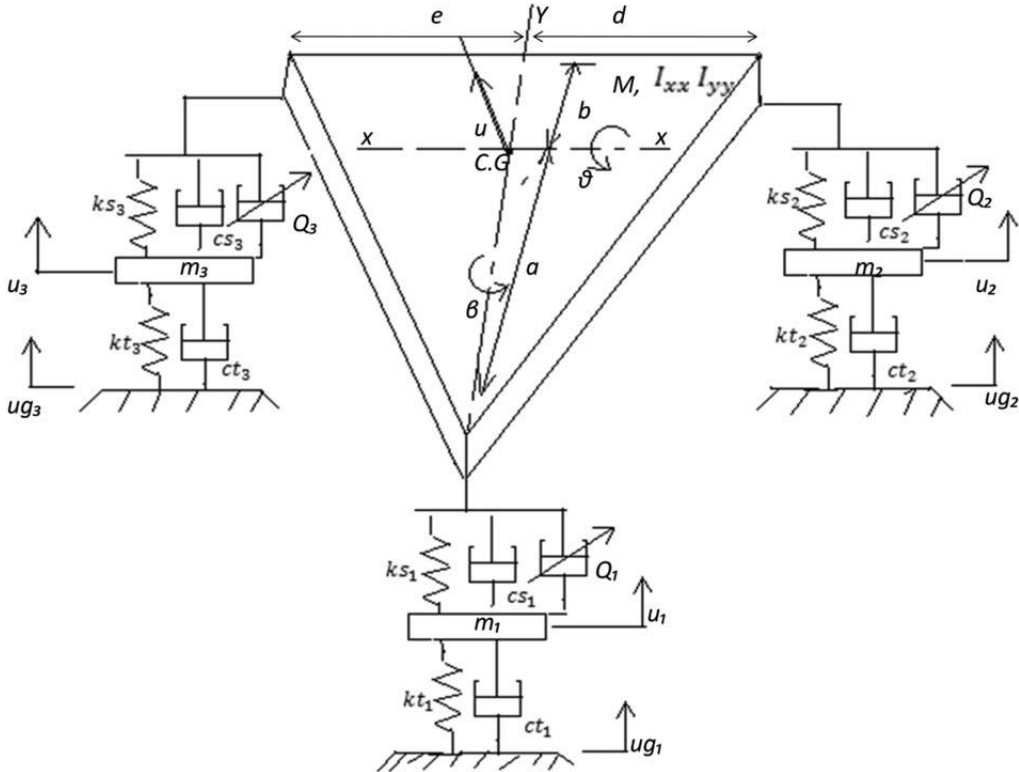 e
Y
d
M, Ixx Iyy
b
u
x
x
C.G
ϑ
ks₃
cs₃
Q₃
ks₂
cs₂
Q₂
m₃
u₃
m₂
u₂
a
β
kt₃
ct₃
ug₃
kt₂
ct₂
ug₂
ks₁
cs₁
Q₁
m₁
u₁
kt₁
ct₁
ug₁